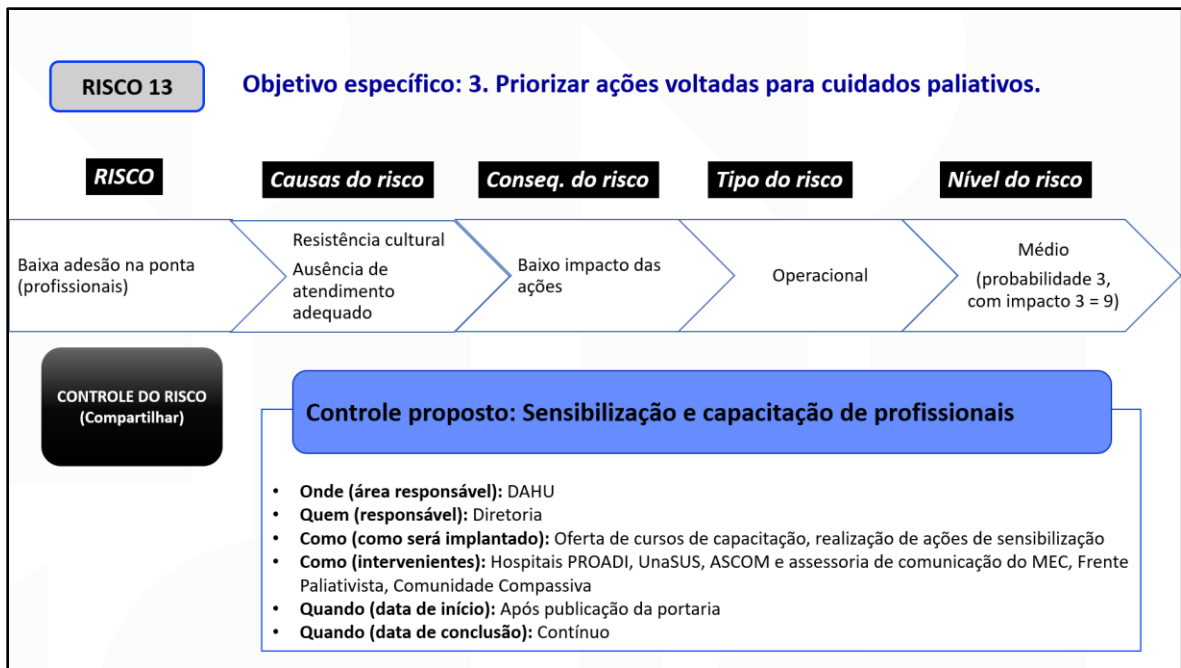 RISCO 13
Objetivo específico: 3. Priorizar ações voltadas para cuidados paliativos.
RISCO
Causas do risco
Conseq. do risco
Tipo do risco
Nível do risco
Baixa adesão na ponta
(profissionais)
Resistência cultural
Ausência de
atendimento
adequado
Baixo impacto das
ações
Operacional
Médio
(probabilidade 3,
com impacto 3 = 9)
CONTROLE DO RISCO
(Compartilhar)
Controle proposto: Sensibilização e capacitação de profissionais
• Onde (área responsável): DAHU
• Quem (responsável): Diretoria
• Como (como será implantado): Oferta de cursos de capacitação, realização de ações de sensibilização
• Como (intervenientes): Hospitais PROADI, UnaSUS, ASCOM e assessoria de comunicação do MEC, Frente
Paliativista, Comunidade Compassiva
• Quando (data de início): Após publicação da portaria
• Quando (data de conclusão): Contínuo